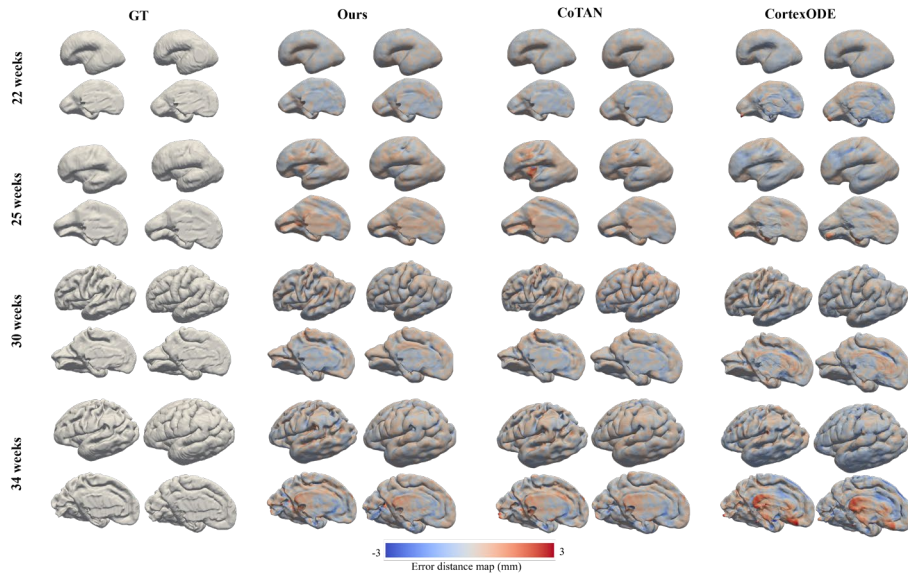 GT Ours CoTAN CortexODE
22 weeks
25 weeks
30 weeks
34 weeks
-3 3
Error distance map (mm)